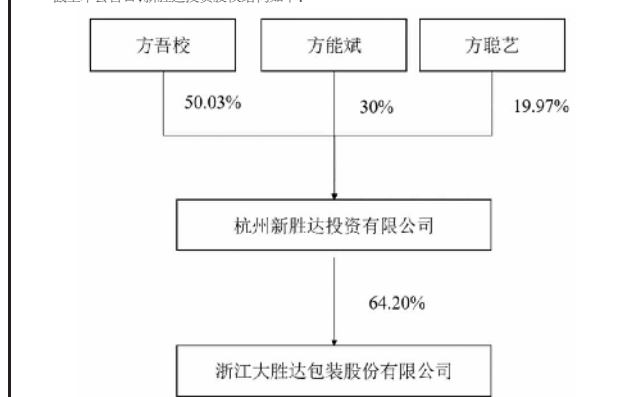 方吾校 方能斌 方聪艺
50.03% 30% 19.97%
杭州新胜达投资有限公司
64.20%
浙江大胜达包装股份有限公司